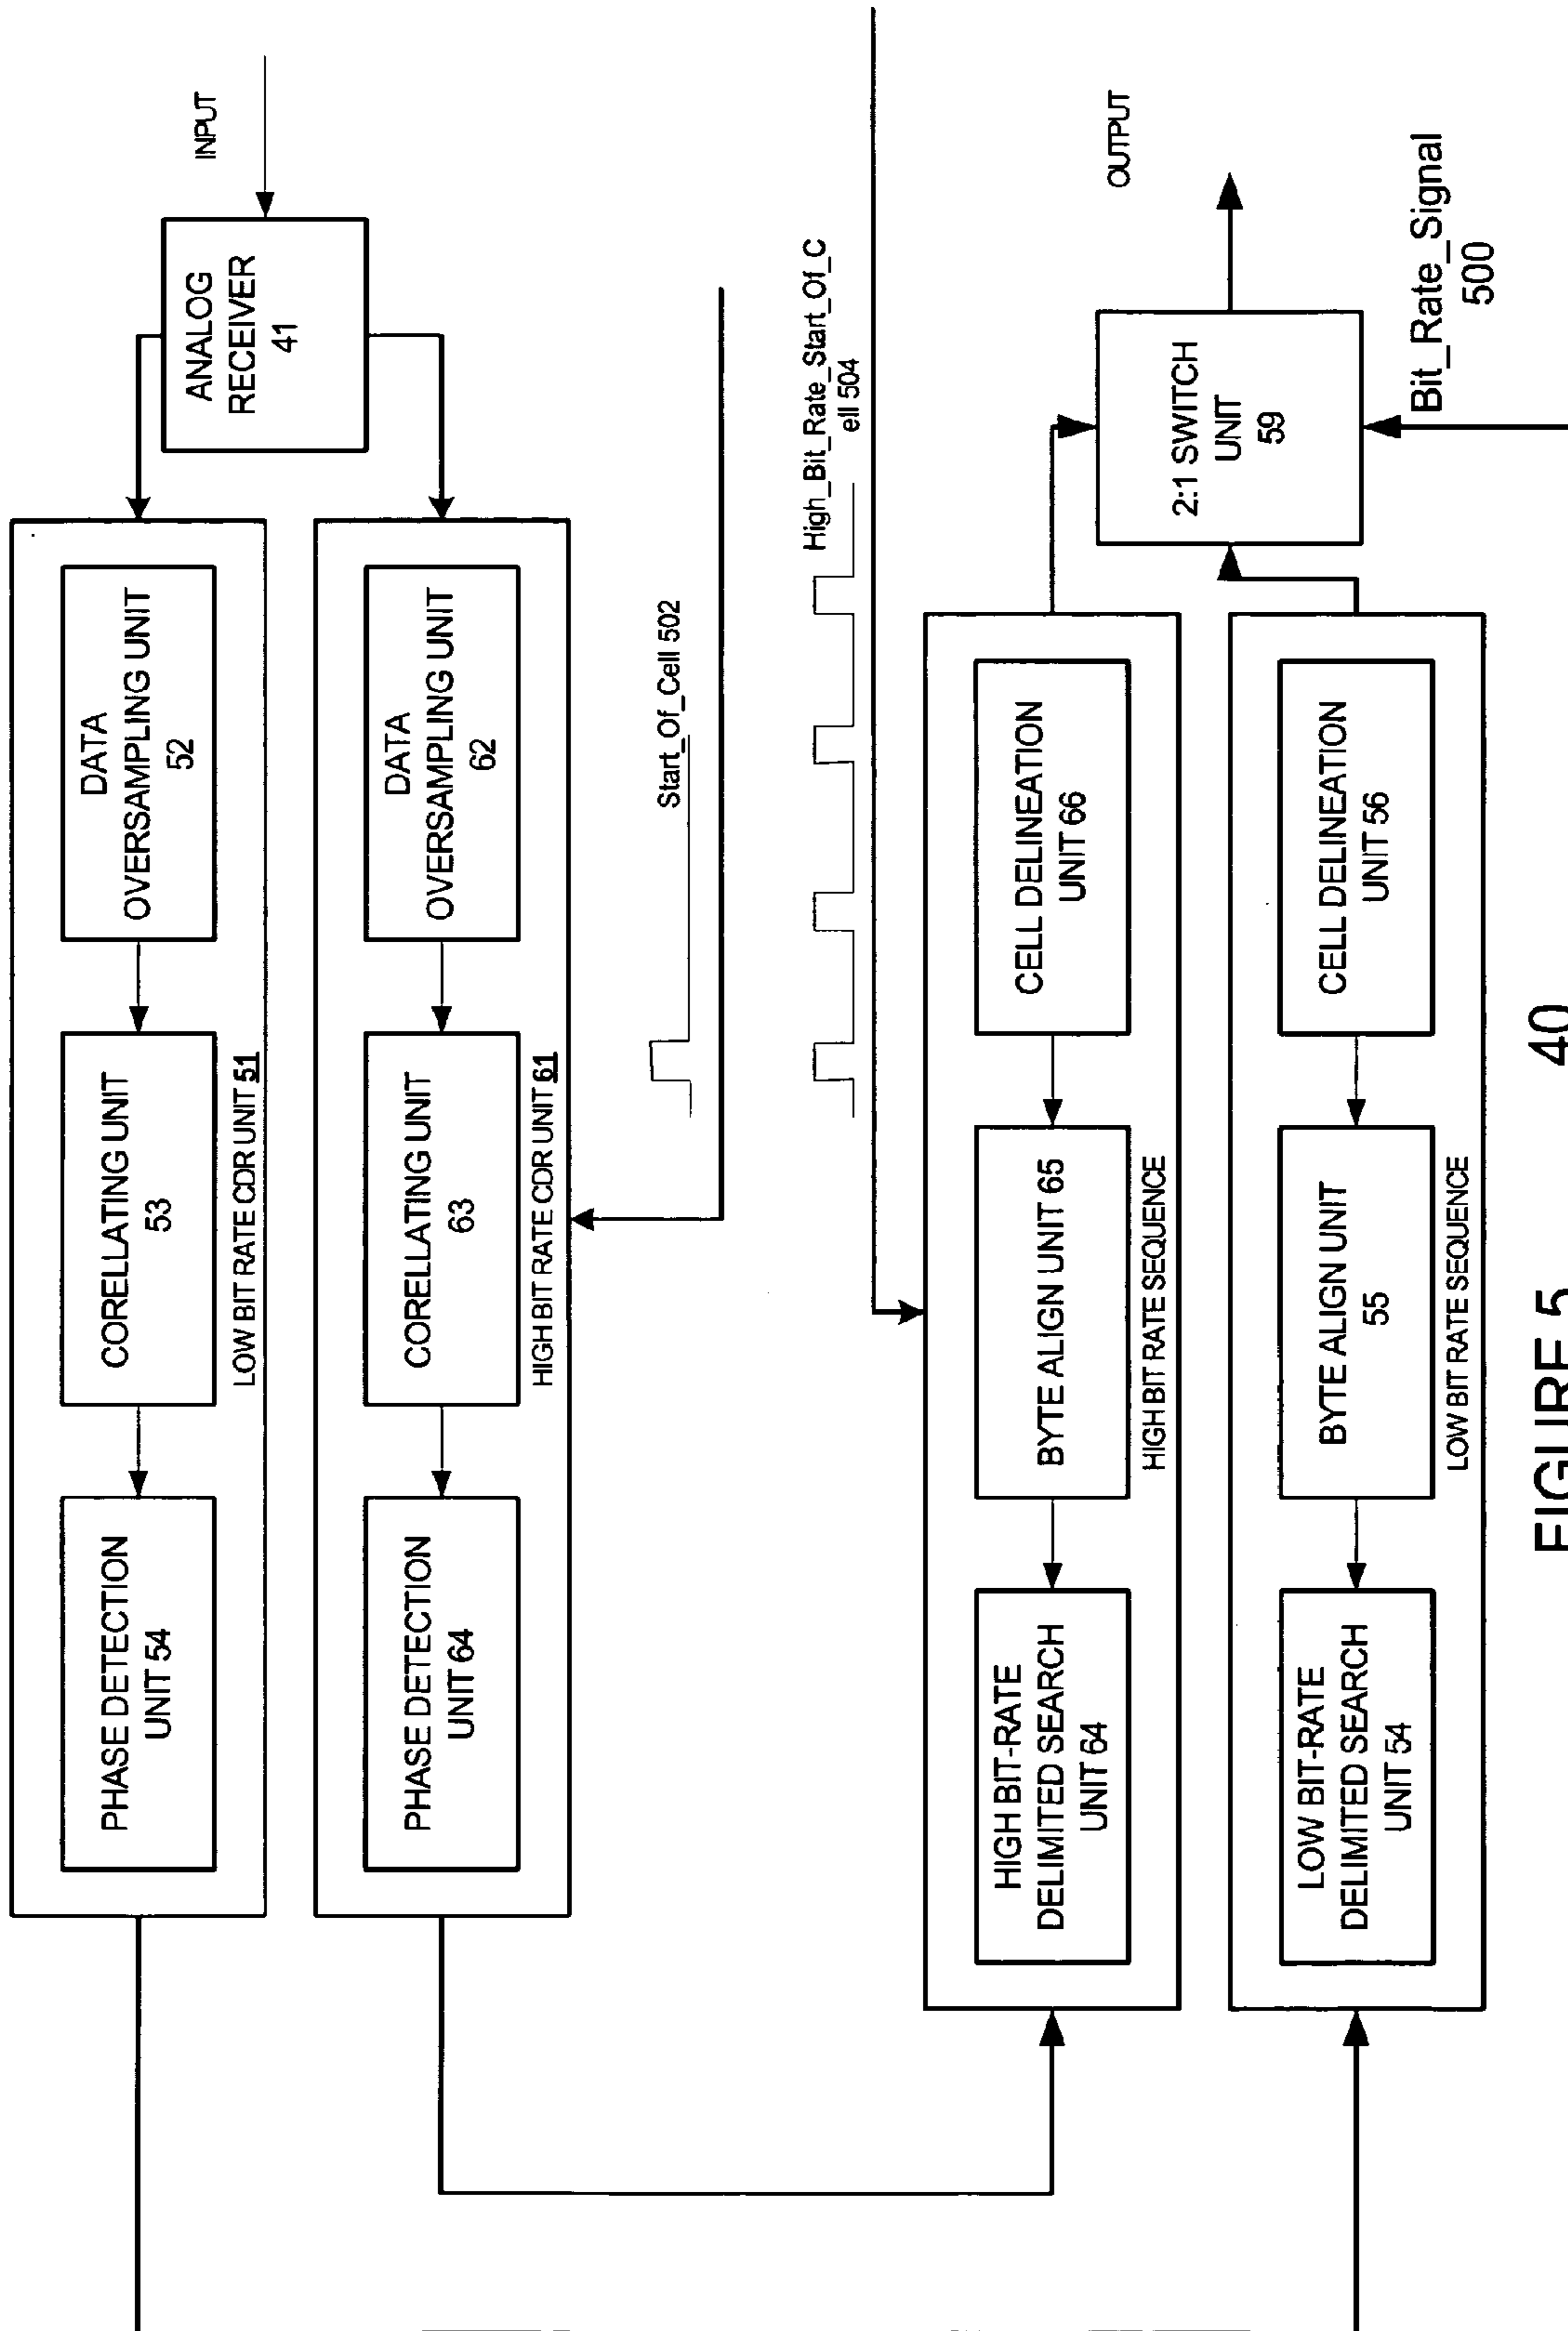 INPUT
ANALOG
RECEIVER
41
DATA
OVERSAMPLING UNIT
52
CORELLATING UNIT
53
PHASE DETECTION
UNIT 54
LOW BIT RATE CDR UNIT 51
DATA
OVERSAMPLING UNIT
62
CORELLATING UNIT
63
PHASE DETECTION
UNIT 64
HIGH BIT RATE CDR UNIT 61
Start_Of_Cell 502
High_Bit_Rate_Start_Of_C
ell 504
HIGH BIT-RATE
DELIMITED SEARCH
UNIT 64
BYTE ALIGN UNIT 65
CELL DELINEATION
UNIT 66
HIGH BIT RATE SEQUENCE
LOW BIT-RATE
DELIMITED SEARCH
UNIT 54
BYTE ALIGN UNIT
55
CELL DELINEATION
UNIT 56
LOW BIT RATE SEQUENCE
2:1 SWITCH
UNIT
59
OUTPUT
Bit_Rate_Signal
500
FIGURE 5
40